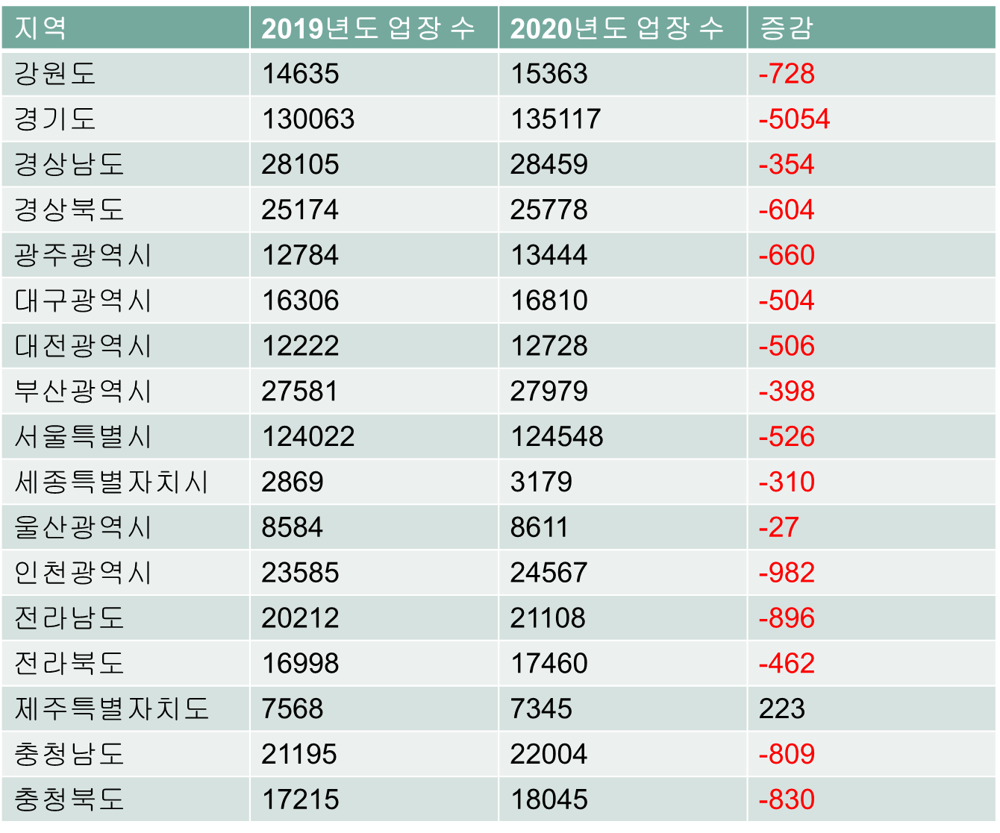 지역 2019년도 업장 수 2020년도 업장 수 증감
강원도 14635 15363 -728
경기도 130063 135117 -5054
경상남도 28105 28459 -354
경상북도 25174 25778 -604
광주광역시 12784 13444 -660
대구광역시 16306 16810 -504
대전광역시 12222 12728 -506
부산광역시 27581 27979 -398
서울특별시 124022 124548 -526
세종특별자치시 2869 3179 -310
울산광역시 8584 8611 -27
인천광역시 23585 24567 -982
전라남도 20212 21108 -896
전라북도 16998 17460 -462
제주특별자치도 7568 7345 223
충청남도 21195 22004 -809
충청북도 17215 18045 -830